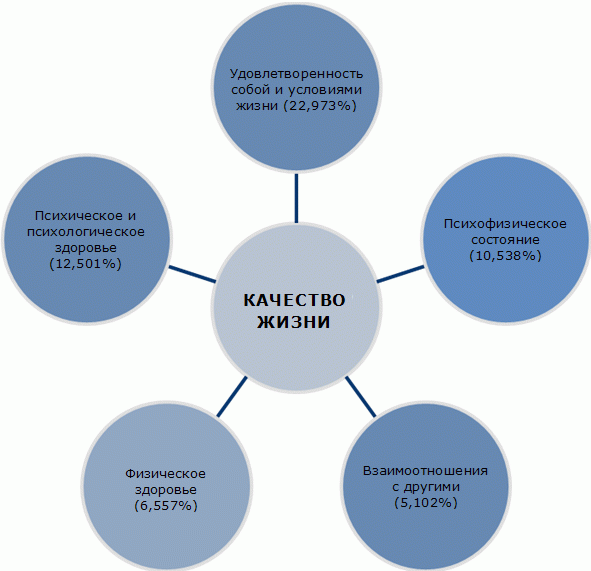 Удовлетворенность
собой и условиями
жизни (22,973%)
Психическое и
психологическое
здоровье
(12,501%)
Психофизическое
состояние
(10,538%)
КАЧЕСТВО
ЖИЗНИ
Физическое
здоровье
(6,557%)
Взаимоотношения
с другими
(5,102%)